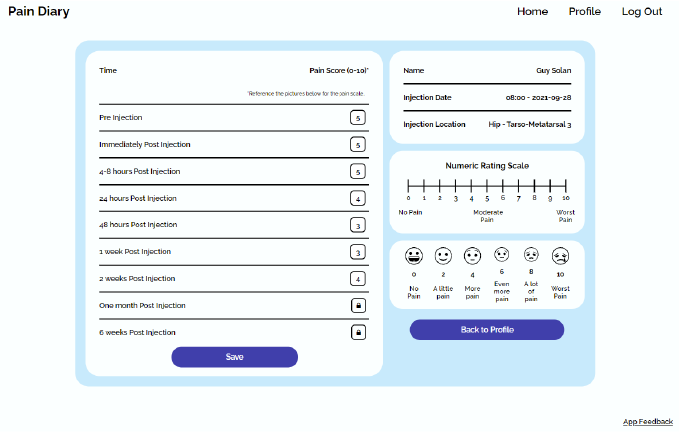 Pain Diary
Home Profile Log Out
Time Pain Score (0-10)*
*Reference the pictures below for the pain scale.
Pre Injection 5
Immediately Post Injection 5
4-8 hours Post Injection 5
24 hours Post Injection 4
48 hours Post Injection 3
1 week Post Injection 3
2 weeks Post Injection 4
One month Post Injection
6 weeks Post Injection
Save
Name Guy Solan
Injection Date 08:00 - 2021-09-28
Injection Location Hip - Tarso-Metatarsal 3
Numeric Rating Scale
0 1 2 3 4 5 6 7 8 9 10
No Pain Moderate Pain Worst Pain
0 2 4 6 8 10
No Pain A little pain More pain Even more pain A lot of pain Worst Pain
Back to Profile
App Feedback